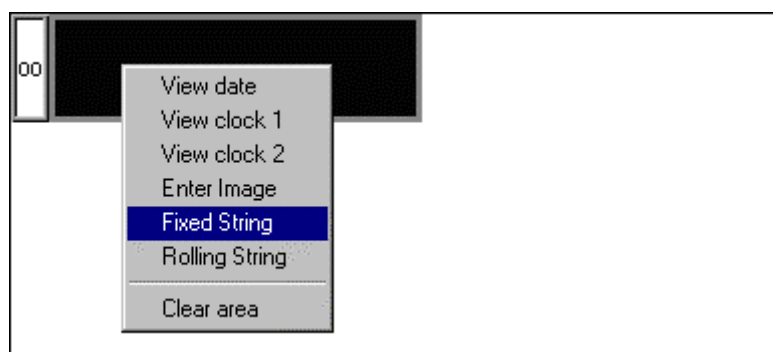 00
View date
View clock 1
View clock 2
Enter Image
Fixed String
Rolling String
Clear area